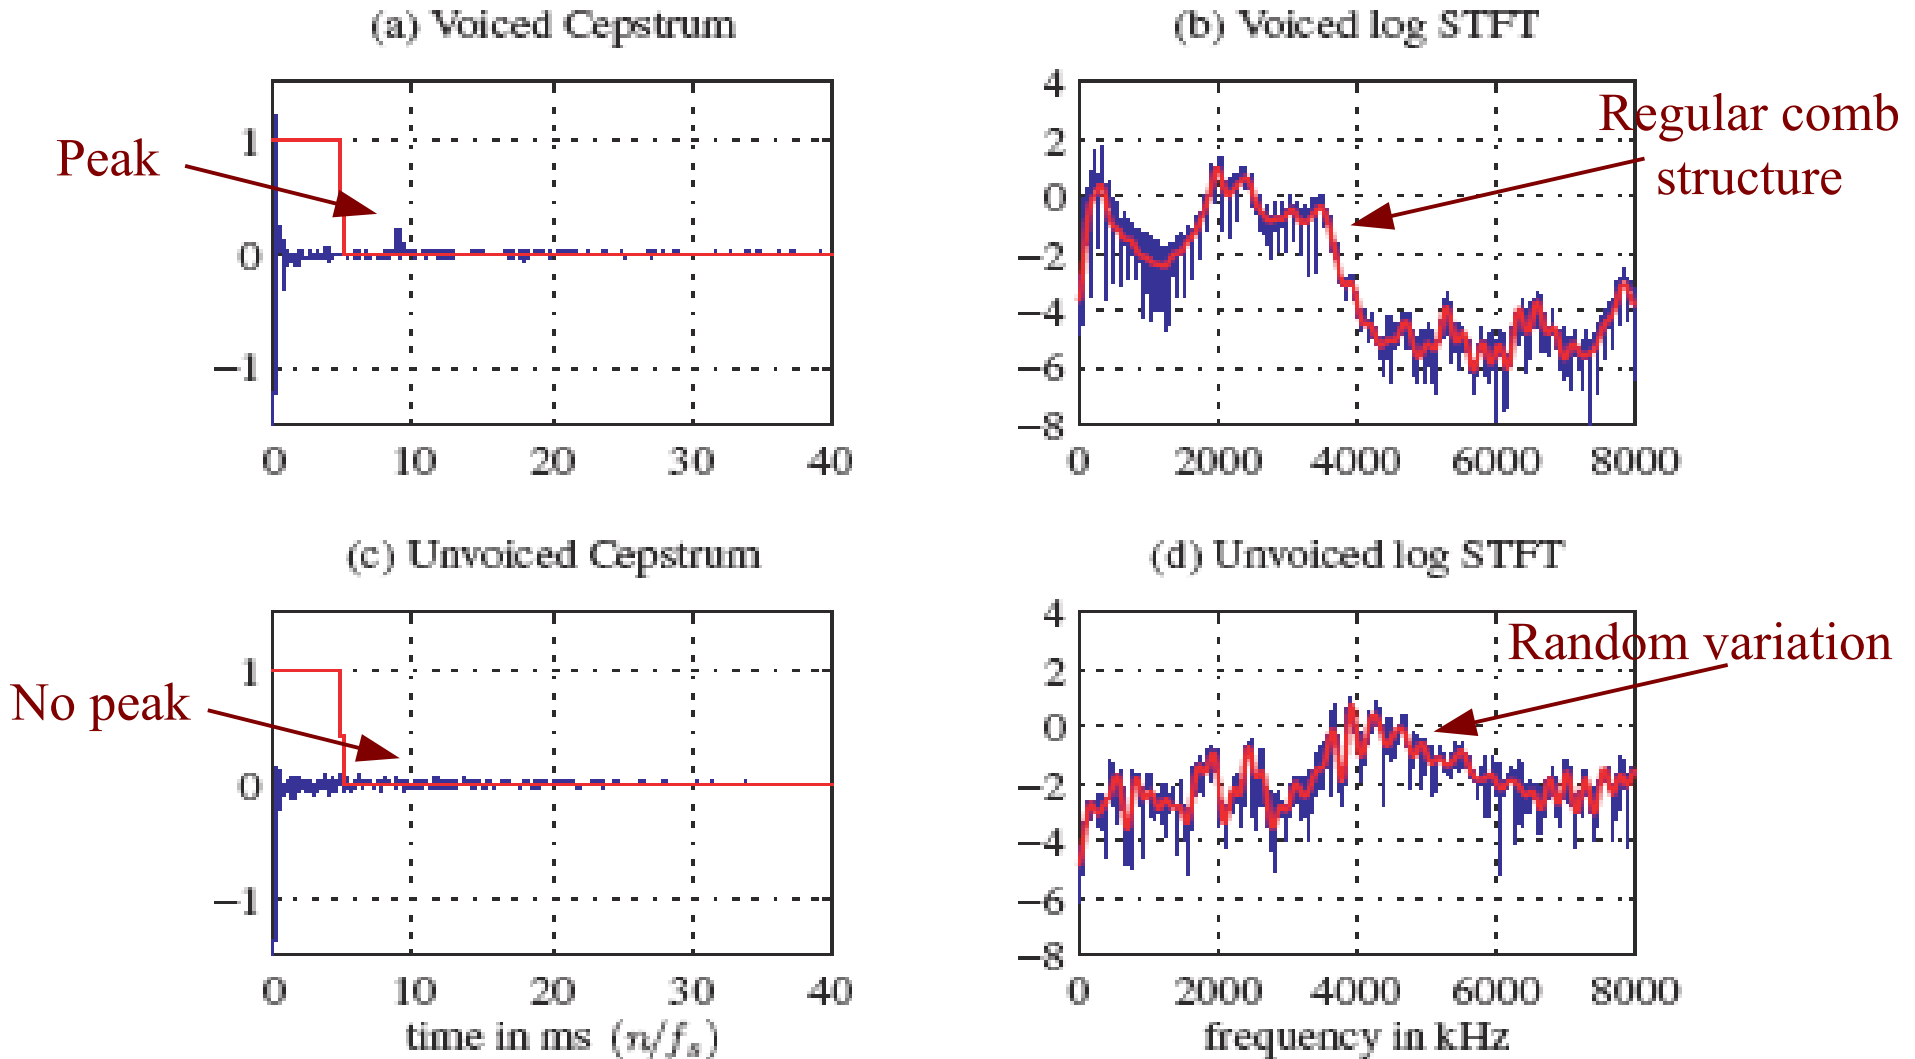 (a) Voiced Cepstrum
1
0
−1
0 10 20 30 40
Peak
(b) Voiced log STFT
4
2
0
−2
−4
−6
−8
0 2000 4000 6000 8000
Regular comb
structure
(c) Unvoiced Cepstrum
1
0
−1
0 10 20 30 40
time in ms (n/fs)
No peak
(d) Unvoiced log STFT
4
2
0
−2
−4
−6
−8
0 2000 4000 6000 8000
frequency in kHz
Random variation